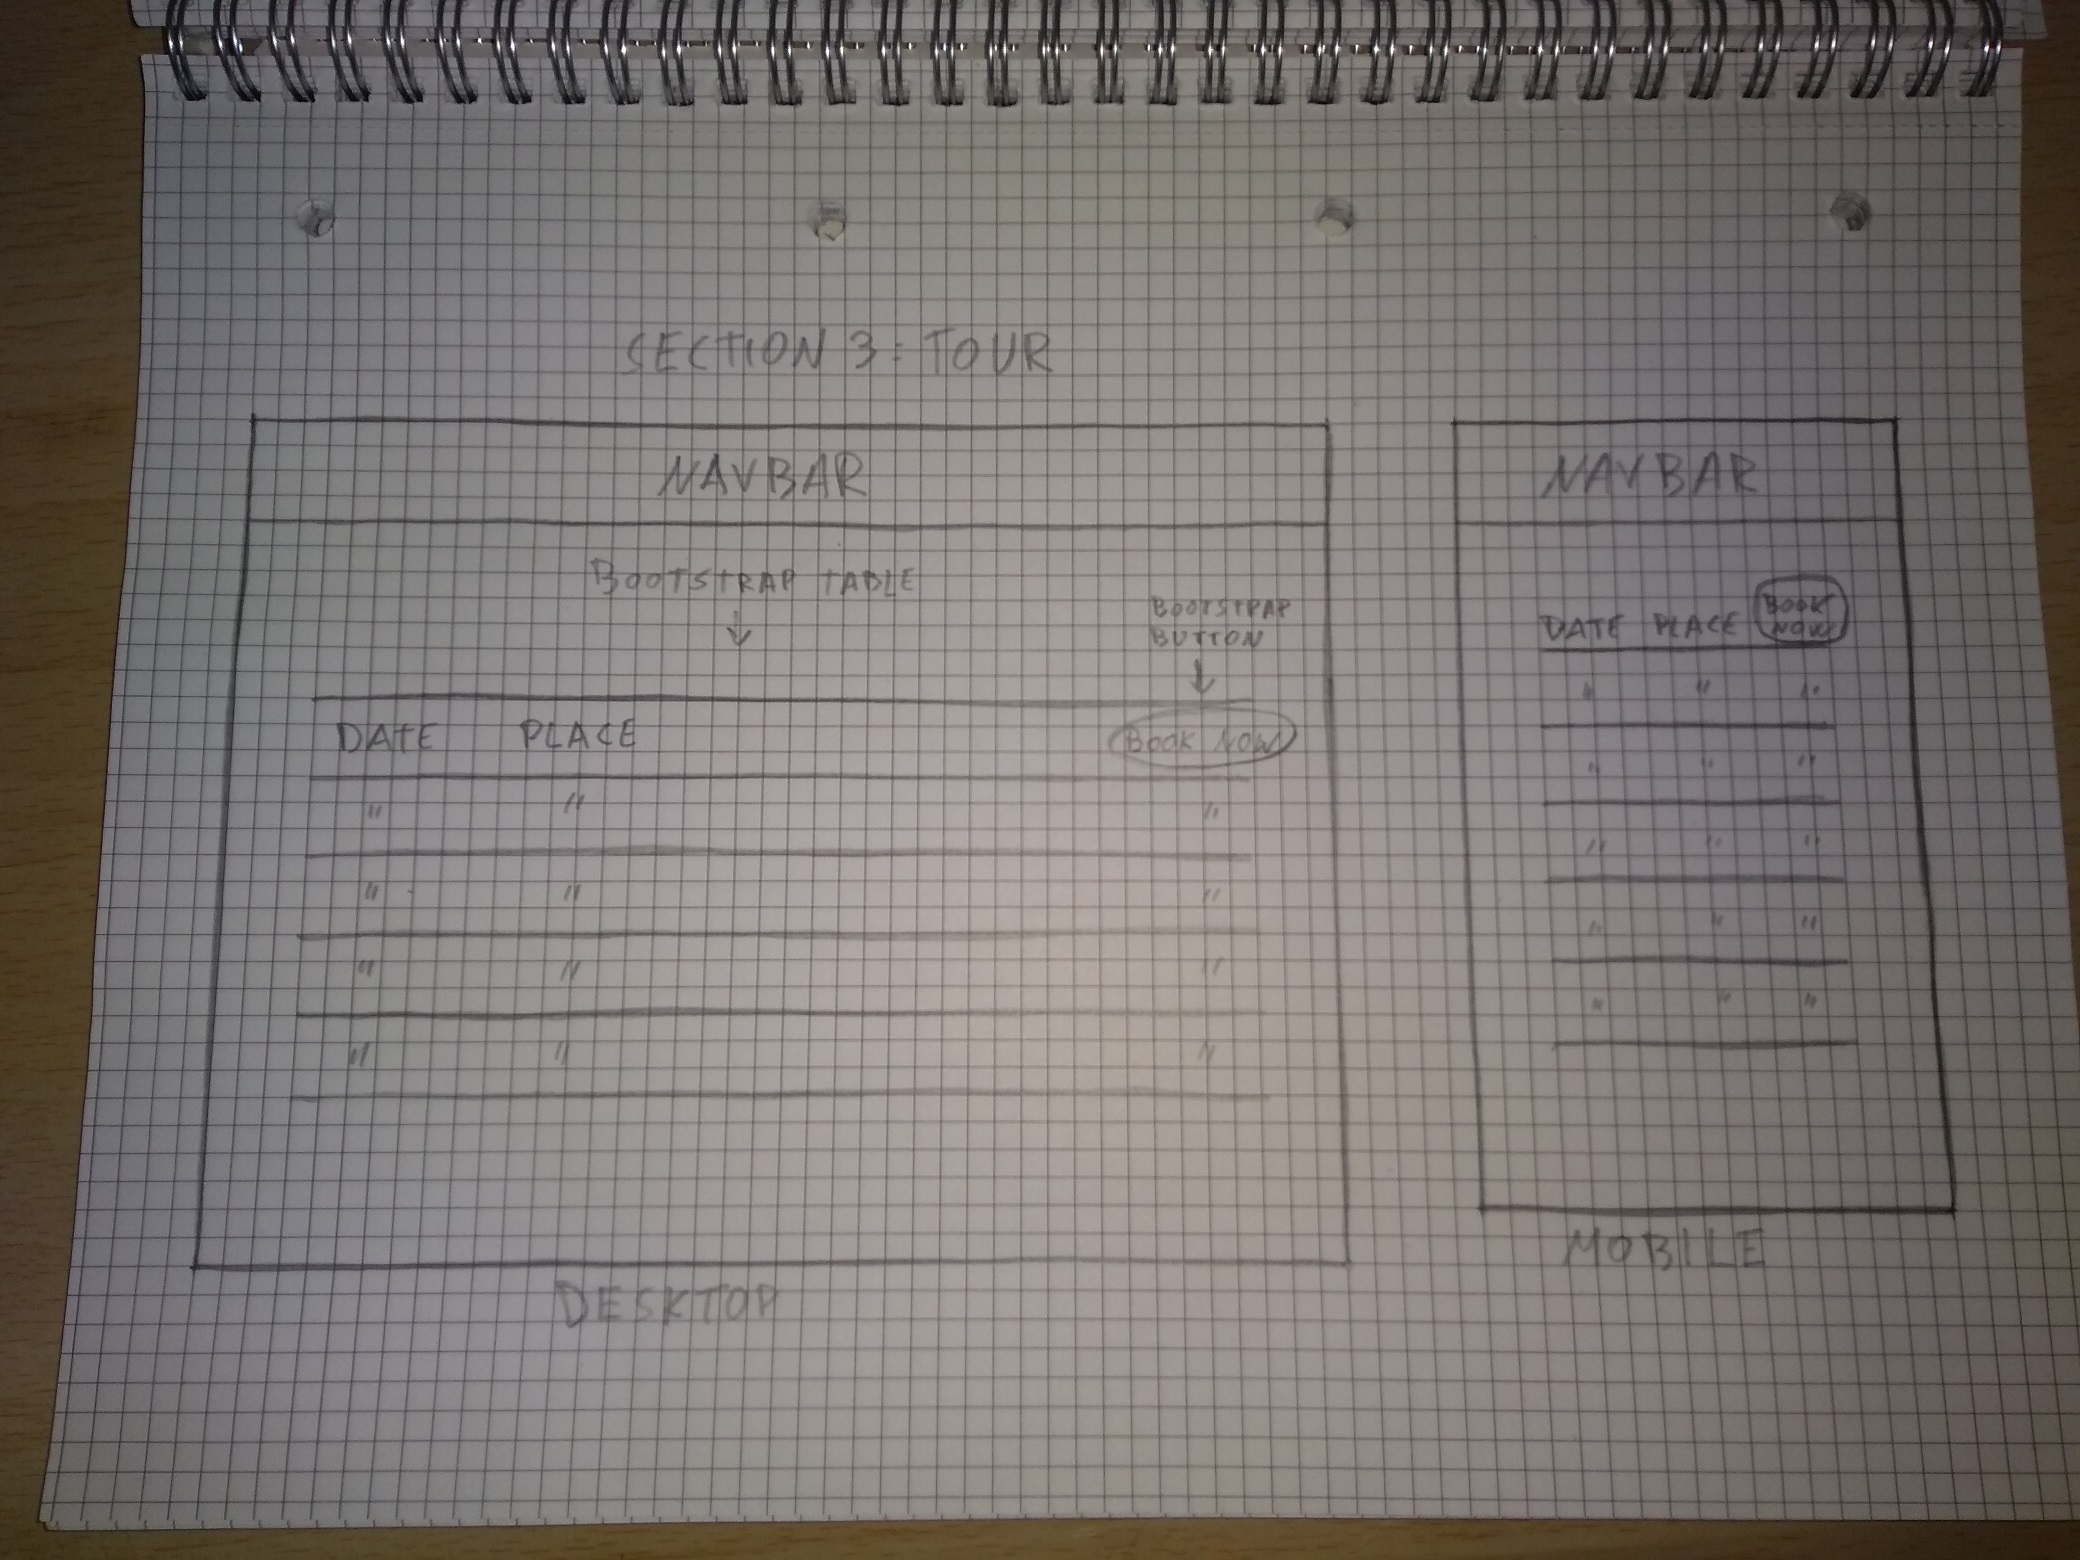 SECTION 3: TOUR
NAVBAR
BOOTSTRAP TABLE
↓
BOOTSTRAP
BUTTON
↓
DATE PLACE BOOK NOW
" " "
" " "
" " "
" " "
DESKTOP
NAVBAR
DATE PLACE BOOK
NOW
" " "
" " "
" " "
" " "
" " "
MOBILE